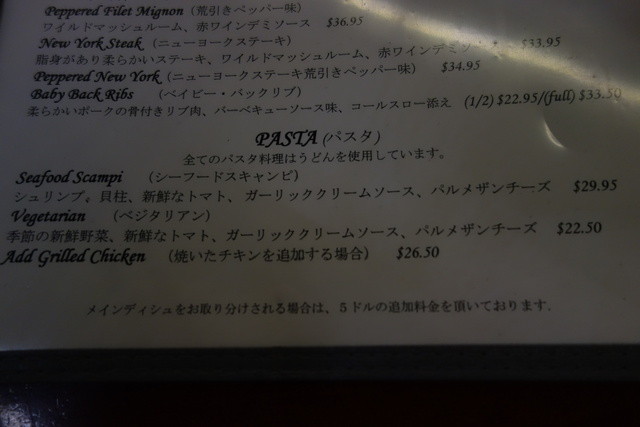 Peppered Filet Mignon (荒引きペッパー味)
ワイルドマッシュルーム、赤ワインデミソース $36.95
New York Steak (ニューヨークステーキ)
脂身があり柔らかいステーキ、ワイルドマッシュルーム、赤ワインデミソース $33.95
Peppered New York (ニューヨークステーキ荒引きペッパー味) $34.95
Baby Back Ribs (ベイビー・バックリブ)
柔らかいポークの骨付きリブ肉、バーベキューソース味、コールスロー添え (1/2) $22.95/(full) $33.50
PASTA (パスタ)
全てのパスタ料理はうどんを使用しています。
Seafood Scampi (シーフードスキャンピ)
シュリンプ、貝柱、新鮮なトマト、ガーリッククリームソース、パルメザンチーズ $29.95
Vegetarian (ベジタリアン)
季節の新鮮野菜、新鮮なトマト、ガーリッククリームソース、パルメザンチーズ $22.50
Add Grilled Chicken (焼いたチキンを追加する場合) $26.50
メインディシュをお取り分けされる場合は、5ドルの追加料金を頂いております.